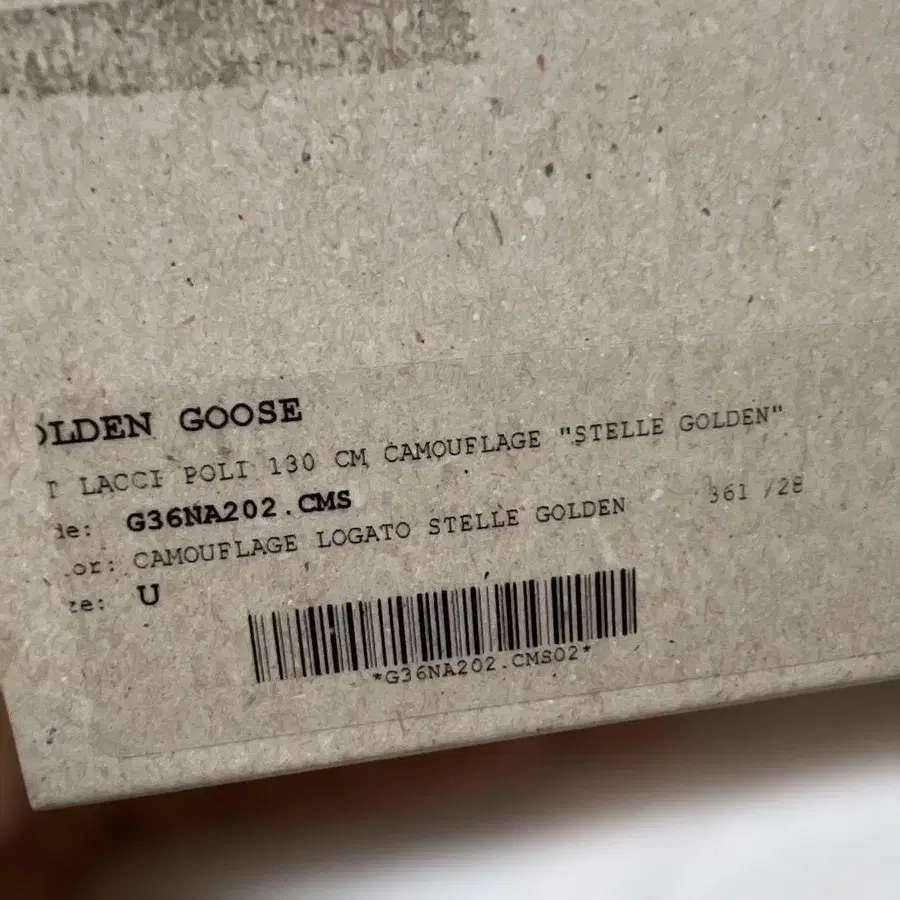 OLDEN GOOSE
T LACCI POLI 130 CM CAMOUFLAGE "STELLE GOLDEN"
de: G36NA202.CMS
or: CAMOUFLAGE LOGATO STELLE GOLDEN 361 /28
ze: U
*G36NA202.CMS02*